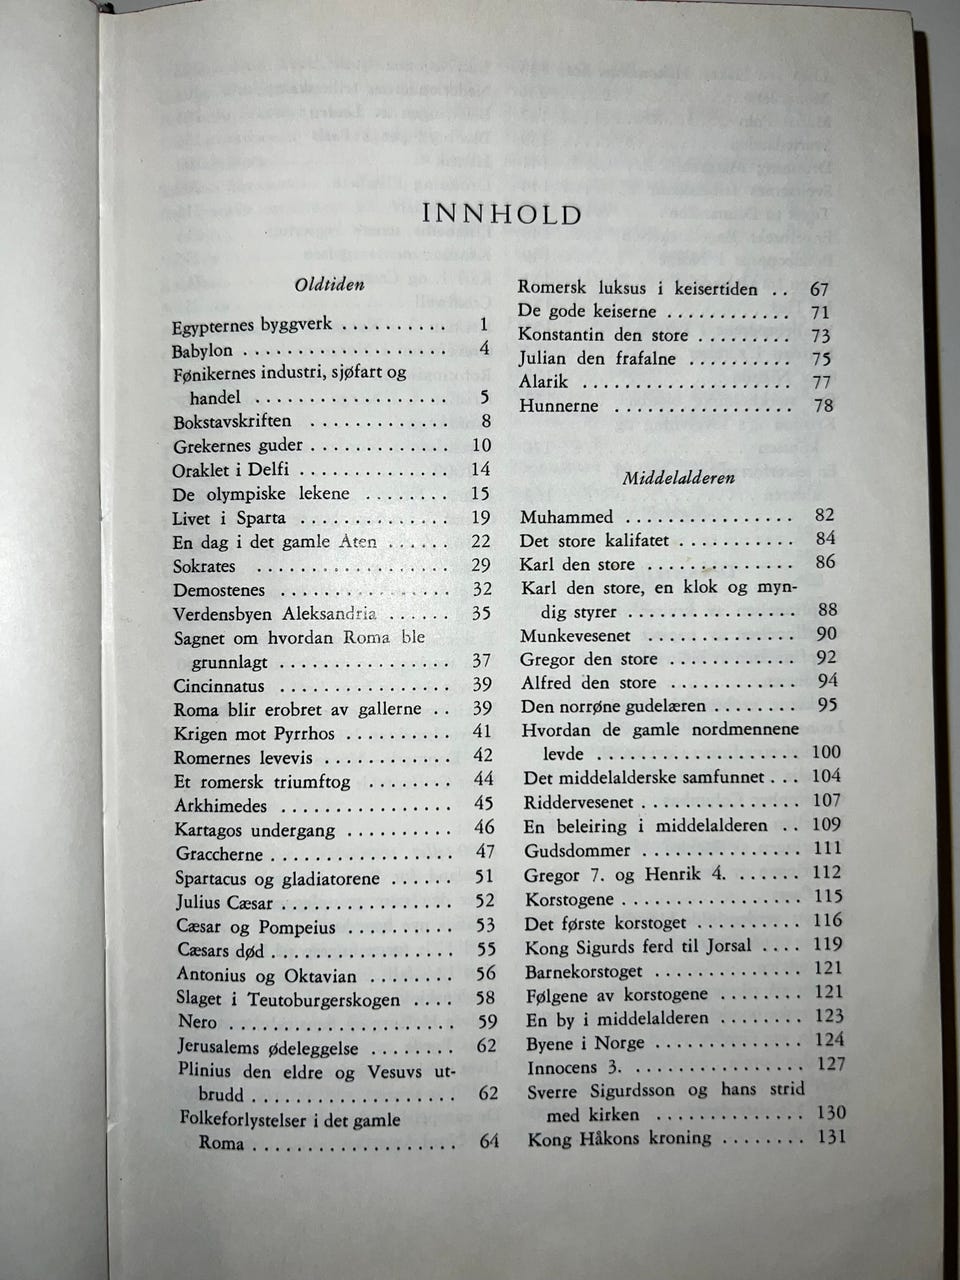 INNHOLD
Oldtiden
Egypternes byggverk .......... 1
Babylon ................... 4
Fønikernes industri, sjøfart og
handel .................. 5
Bokstavskriften ............. 8
Grekernes guder ............. 10
Oraklet i Delfi .............. 14
De olympiske lekene ........ 15
Livet i Sparta .............. 19
En dag i det gamle Aten ...... 22
Sokrates .................. 29
Demostenes ................ 32
Verdensbyen Aleksandria ...... 35
Sagnet om hvordan Roma ble
grunnlagt ................ 37
Cincinnatus ................ 39
Roma blir erobret av gallerne .. 39
Krigen mot Pyrrhos .......... 41
Romernes levevis ............ 42
Et romersk triumftog ........ 44
Arkhimedes ................ 45
Kartagos undergang .......... 46
Graccherne ................. 47
Spartacus og gladiatorene ...... 51
Julius Cæsar ................ 52
Cæsar og Pompeius .......... 53
Cæsars død ................. 55
Antonius og Oktavian ........ 56
Slaget i Teutoburgerskogen .... 58
Nero ..................... 59
Jerusalems ødeleggelse ........ 62
Plinius den eldre og Vesuvs ut-
brudd ................... 62
Folkeforlystelser i det gamle
Roma ................... 64
Romersk luksus i keisertiden .. 67
De gode keiserne ............ 71
Konstantin den store ......... 73
Julian den frafalne .......... 75
Alarik .................... 77
Hunnerne ................. 78
Middelalderen
Muhammed ................ 82
Det store kalifatet ........... 84
Karl den store .............. 86
Karl den store, en klok og myn-
dig styrer ................ 88
Munkevesenet .............. 90
Gregor den store ............ 92
Alfred den store ............ 94
Den norrøne gudelæren ........ 95
Hvordan de gamle nordmennene
levde ................... 100
Det middelalderske samfunnet ... 104
Riddervesenet ............... 107
En beleiring i middelalderen .. 109
Gudsdommer ............... 111
Gregor 7. og Henrik 4. ...... 112
Korstogene ................. 115
Det første korstoget .......... 116
Kong Sigurds ferd til Jorsal .... 119
Barnekorstoget .............. 121
Følgene av korstogene ........ 121
En by i middelalderen ........ 123
Byene i Norge .............. 124
Innocens 3. ................ 127
Sverre Sigurdsson og hans strid
med kirken .............. 130
Kong Håkons kroning ........ 131